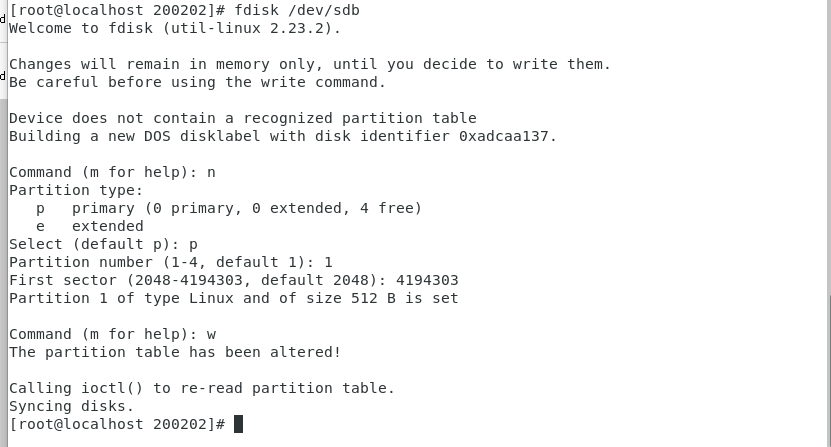 [root@localhost 200202]# fdisk /dev/sdb
Welcome to fdisk (util-linux 2.23.2).
Changes will remain in memory only, until you decide to write them.
Be careful before using the write command.
Device does not contain a recognized partition table
Building a new DOS disklabel with disk identifier 0xadcaa137.
Command (m for help): n
Partition type:
   p   primary (0 primary, 0 extended, 4 free)
   e   extended
Select (default p): p
Partition number (1-4, default 1): 1
First sector (2048-4194303, default 2048): 4194303
Partition 1 of type Linux and of size 512 B is set
Command (m for help): w
The partition table has been altered!
Calling ioctl() to re-read partition table.
Syncing disks.
[root@localhost 200202]#